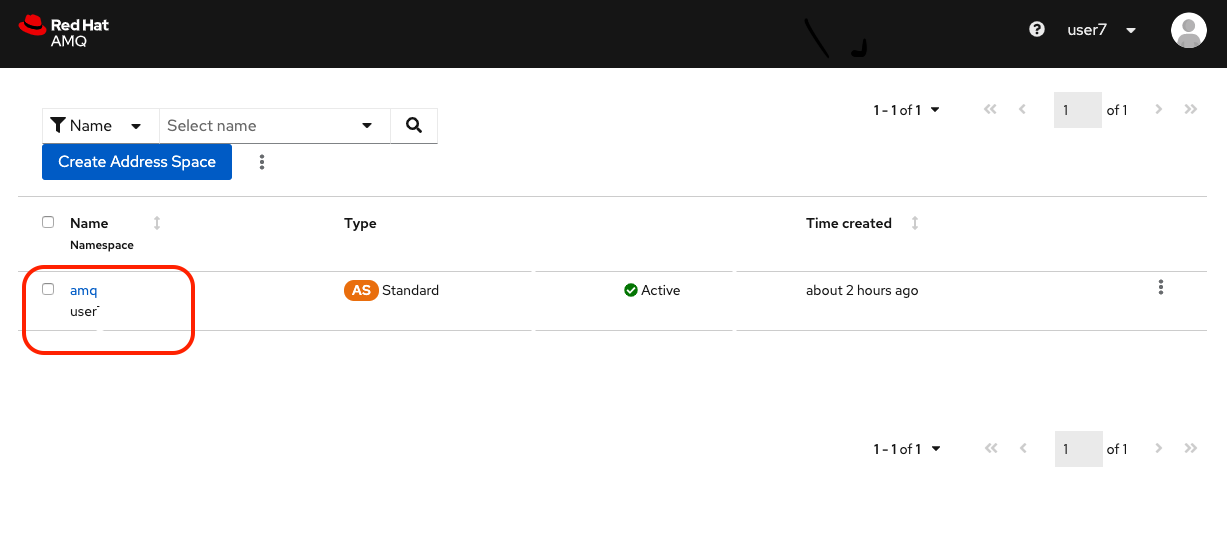 Red Hat
AMQ
user7
Name Select name
1 - 1 of 1 1 of 1
Create Address Space
Name Type Time created
Namespace
amq AS Standard Active about 2 hours ago
user
1 - 1 of 1 1 of 1